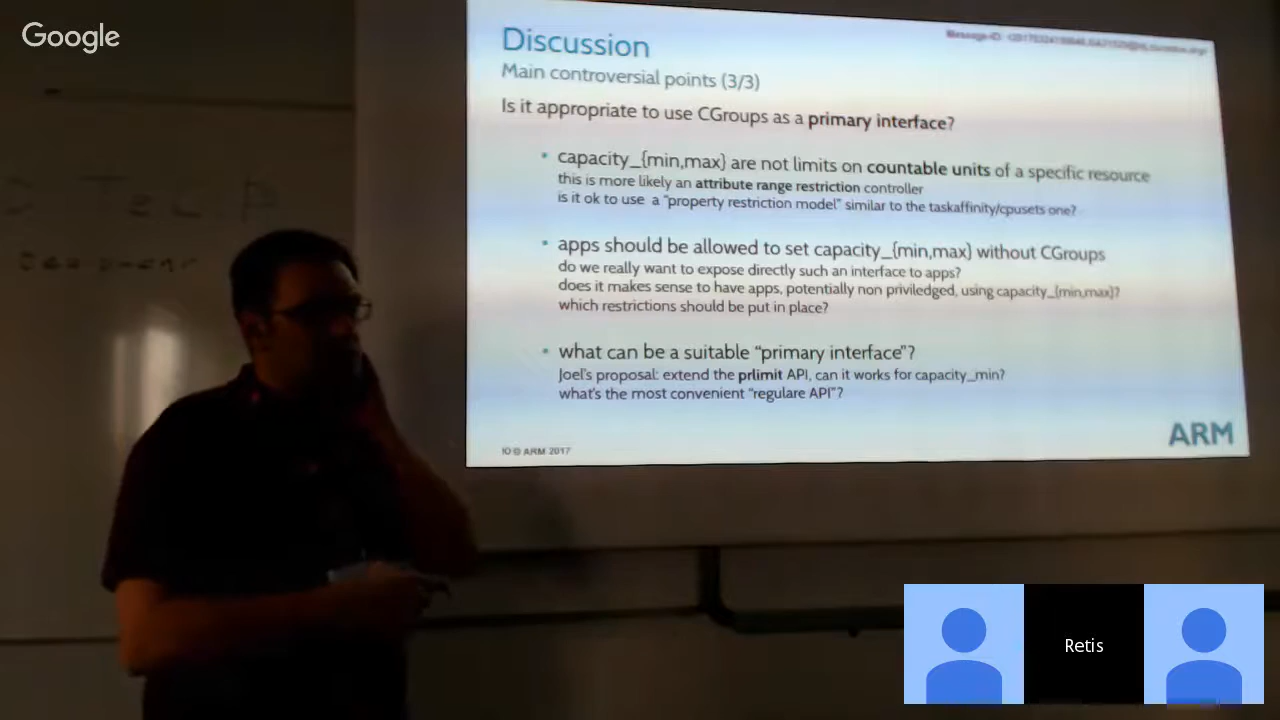 Google
Message-ID:
Discussion
Main controversial points (3/3)
Is it appropriate to use CGroups as a primary interface?
• capacity_{min,max} are not limits on countable units of a specific resource
this is more likely an attribute range restriction controller
is it ok to use a “property restriction model” similar to the taskaffinity/cpusets one?
• apps should be allowed to set capacity_{min,max} without CGroups
do we really want to expose directly such an interface to apps?
does it makes sense to have apps, potentially non priviledged, using capacity_{min,max}?
which restrictions should be put in place?
• what can be a suitable “primary interface”?
Joel's proposal: extend the prlimit API, can it works for capacity_min?
what's the most convenient “regulare API”?
10 © ARM 2017
ARM
Retis